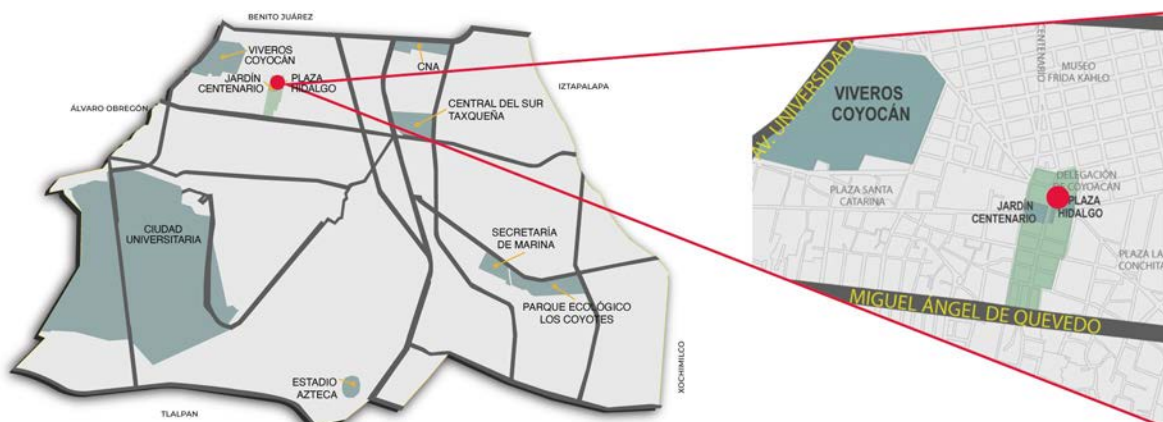 BENITO JUÁREZ
VIVEROS
COYOCÁN
CNA
JARDÍN
CENTENARIO
PLAZA
HIDALGO
IZTAPALAPA
ÁLVARO OBREGÓN
CENTRAL DEL SUR
TAXQUEÑA
CIUDAD
UNIVERSITARIA
SECRETARÍA
DE MARINA
PARQUE ECOLÓGICO
LOS COYOTES
XOCHIMILCO
ESTADIO
AZTECA
TLALPAN
AV. UNIVERSIDAD
VIVEROS
COYOCÁN
CENTENARIO
MUSEO
FRIDA KAHLO
PLAZA SANTA
CATARINA
DELEGACIÓN
DE COYOACÁN
JARDÍN
CENTENARIO
PLAZA
HIDALGO
PLAZA LA
CONCHITA
MIGUEL ÁNGEL DE QUEVEDO